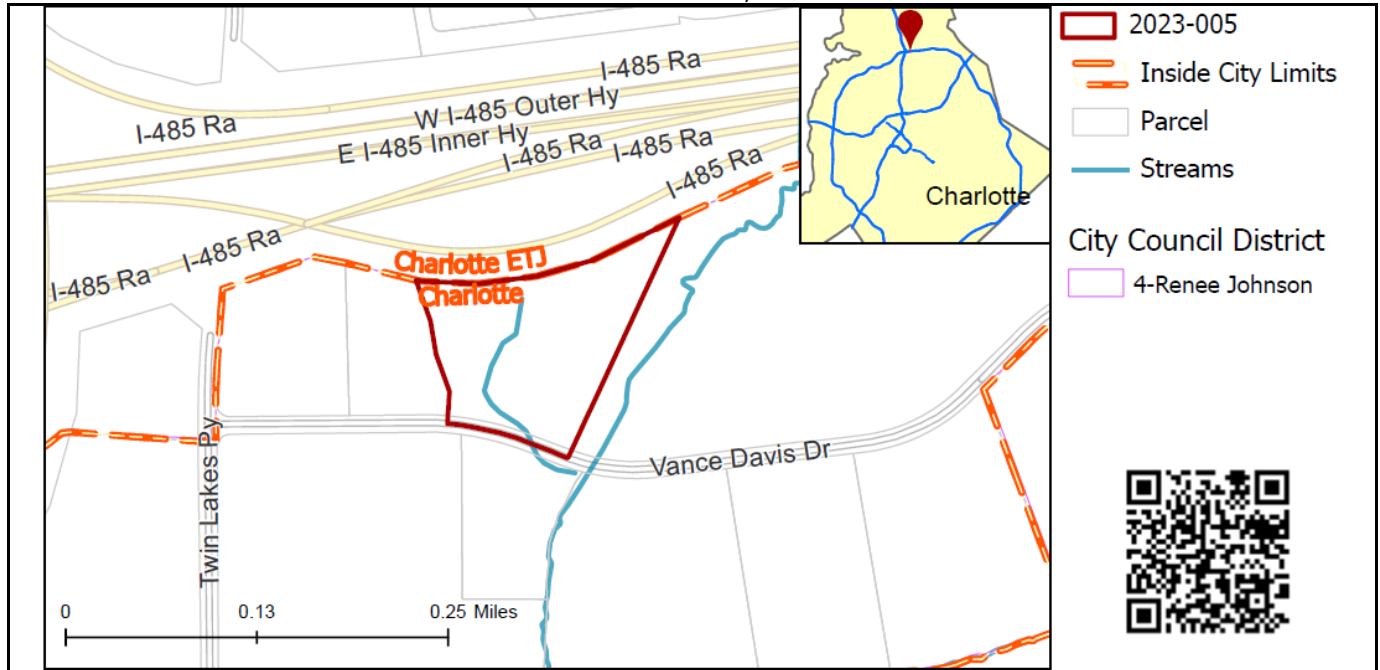 I-485 Ra
W I-485 Outer Hy
I-485 Ra
E I-485 Inner Hy
I-485 Ra
I-485 Ra
I-485 Ra
I-485 Ra
I-485 Ra
Charlotte ETJ
Charlotte
Vance Davis Dr
Twin Lakes Py
0 0.13 0.25 Miles
Charlotte
2023-005
Inside City Limits
Parcel
Streams
City Council District
4-Renee Johnson